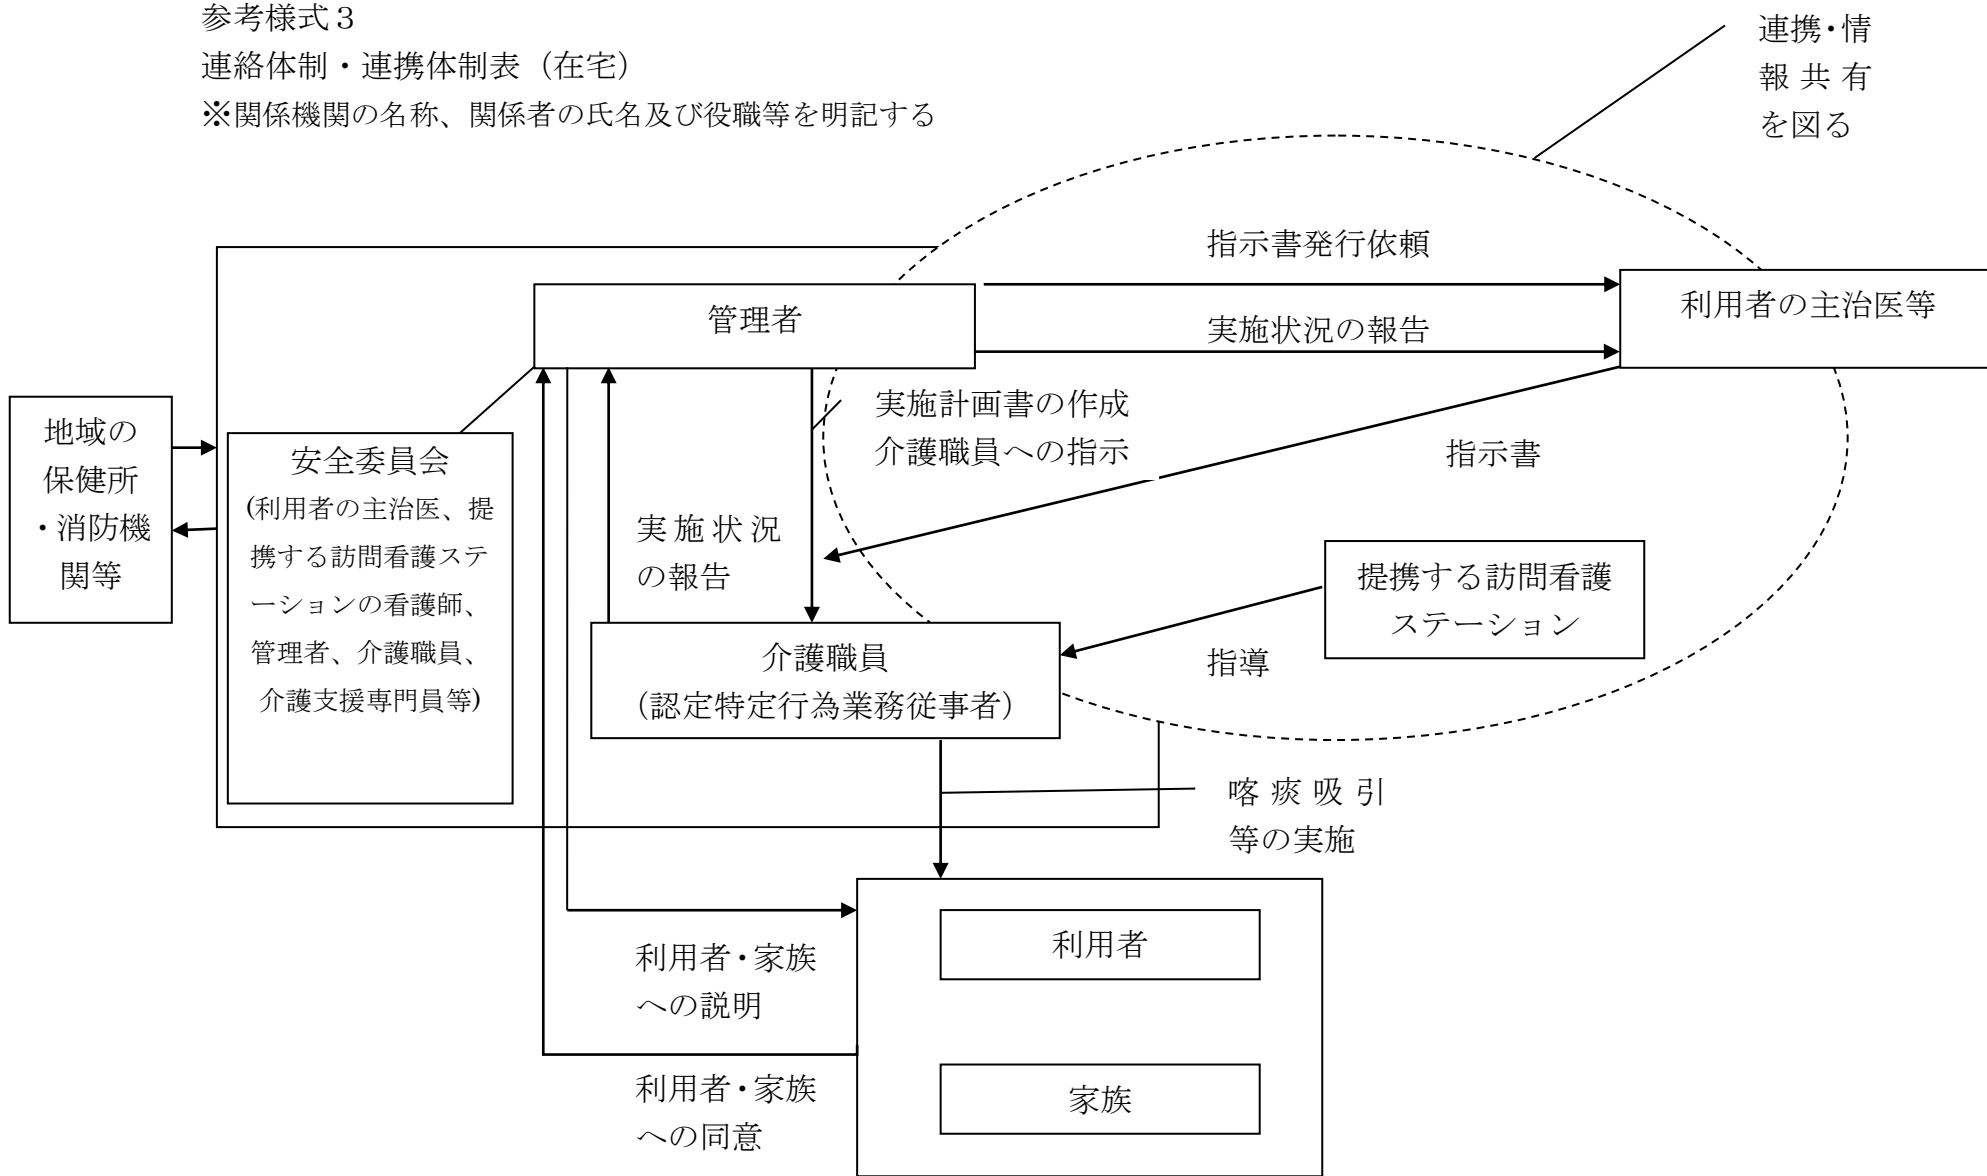 参考様式３
連絡体制・連携体制表（在宅）
※関係機関の名称、関係者の氏名及び役職等を明記する
連携・情
報共有
を図る
指示書発行依頼
管理者
利用者の主治医等
実施状況の報告
実施計画書の作成
介護職員への指示
指示書
地域の
保健所
・消防機
関等
安全委員会
(利用者の主治医、提
携する訪問看護ステ
ーションの看護師、
管理者、介護職員、
介護支援専門員等)
実施状況
の報告
提携する訪問看護
ステーション
指導
介護職員
（認定特定行為業務従事者）
喀痰吸引
等の実施
利用者・家族
への説明
利用者
利用者・家族
への同意
家族